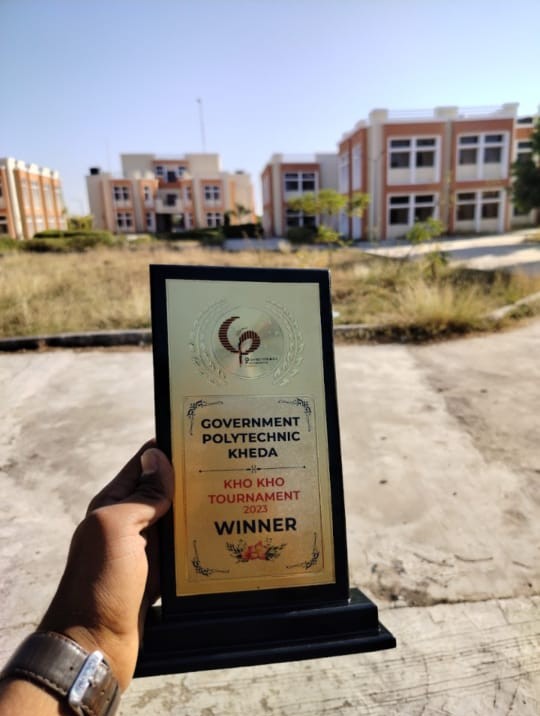 GOVERNMENT
POLYTECHNIC
KHEDA
KHO KHO
TOURNAMENT
2023
WINNER